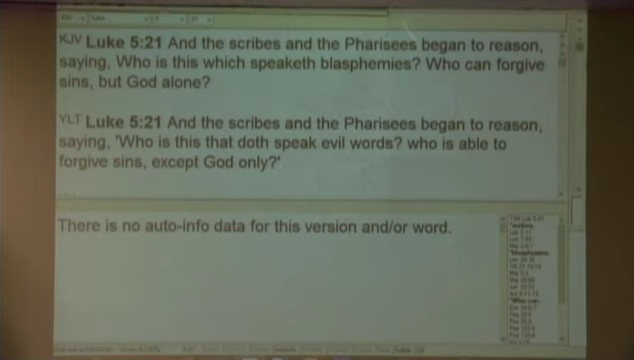 KJV Luke 5:21 And the scribes and the Pharisees began to reason,
saying, Who is this which speaketh blasphemies? Who can forgive
sins, but God alone?
YLT Luke 5:21 And the scribes and the Pharisees began to reason,
saying, 'Who is this that doth speak evil words? who is able to
forgive sins, except God only?'
There is no auto-info data for this version and/or word.